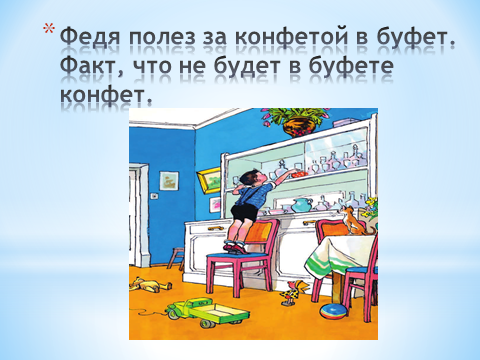 * Федя полез за конфетой в буфет.
Факт, что не будет в буфете
конфет.